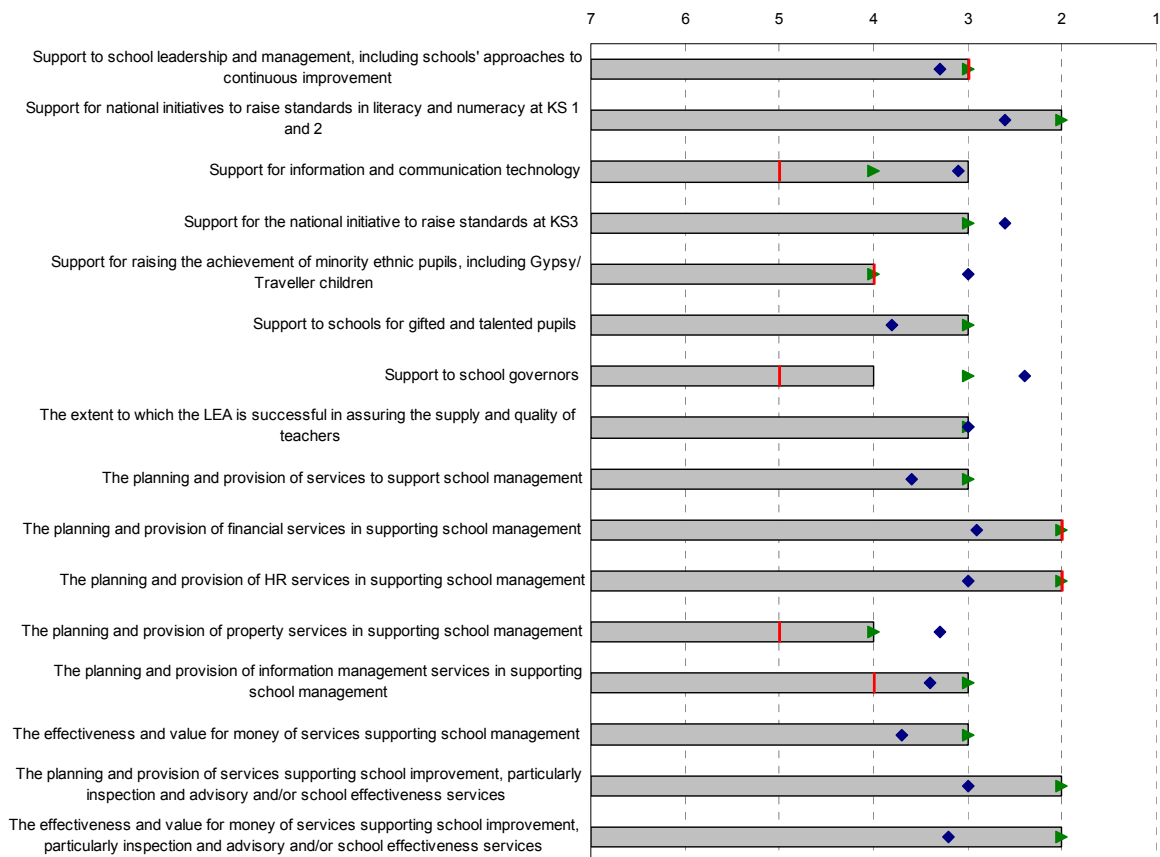 7 6 5 4 3 2 1
Support to school leadership and management, including schools' approaches to
continuous improvement
Support for national initiatives to raise standards in literacy and numeracy at KS 1
and 2
Support for information and communication technology
Support for the national initiative to raise standards at KS3
Support for raising the achievement of minority ethnic pupils, including Gypsy/
Traveller children
Support to schools for gifted and talented pupils
Support to school governors
The extent to which the LEA is successful in assuring the supply and quality of
teachers
The planning and provision of services to support school management
The planning and provision of financial services in supporting school management
The planning and provision of HR services in supporting school management
The planning and provision of property services in supporting school management
The planning and provision of information management services in supporting
school management
The effectiveness and value for money of services supporting school management
The planning and provision of services supporting school improvement, particularly
inspection and advisory and/or school effectiveness services
The effectiveness and value for money of services supporting school improvement,
particularly inspection and advisory and/or school effectiveness services